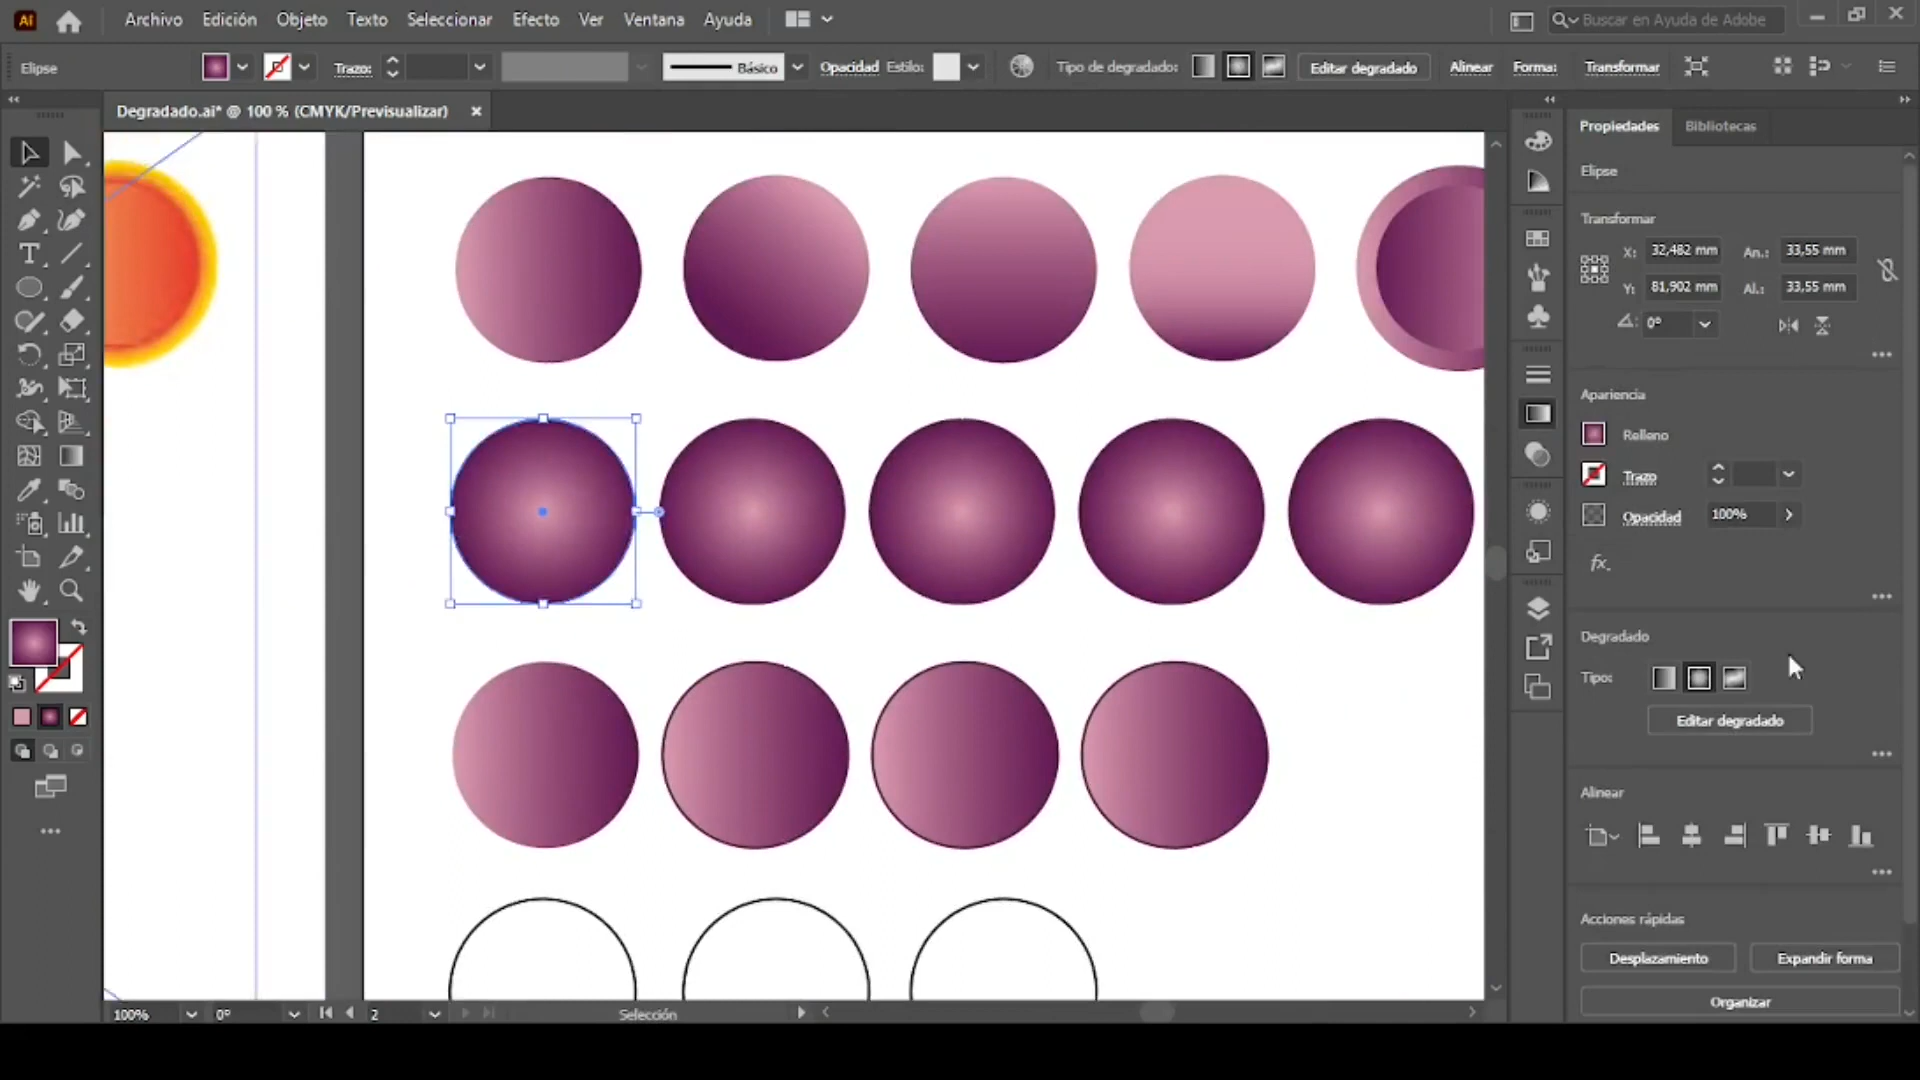 Ai Archivo Edición Objeto Texto Seleccionar Efecto Ver Ventana Ayuda Buscar en Ayuda de Adobe
Elipse Trazo: Básico Opacidad Estilo: Tipo de degradado: Editar degradado Alinear Forma: Transformar
Degradado.ai* @ 100 % (CMYK/Previsualizar)
Propiedades Bibliotecas
Elipse
Transformar
X: 32,482 mm An.: 33,55 mm
Y: 81,902 mm Al.: 33,55 mm
0°
Apariencia
Relleno
Trazo
Opacidad 100%
fx.
Degradado
Tipo:
Editar degradado
Alinear
Acciones rápidas
Desplazamiento Expandir forma
Organizar
100% 0° 2 Selección